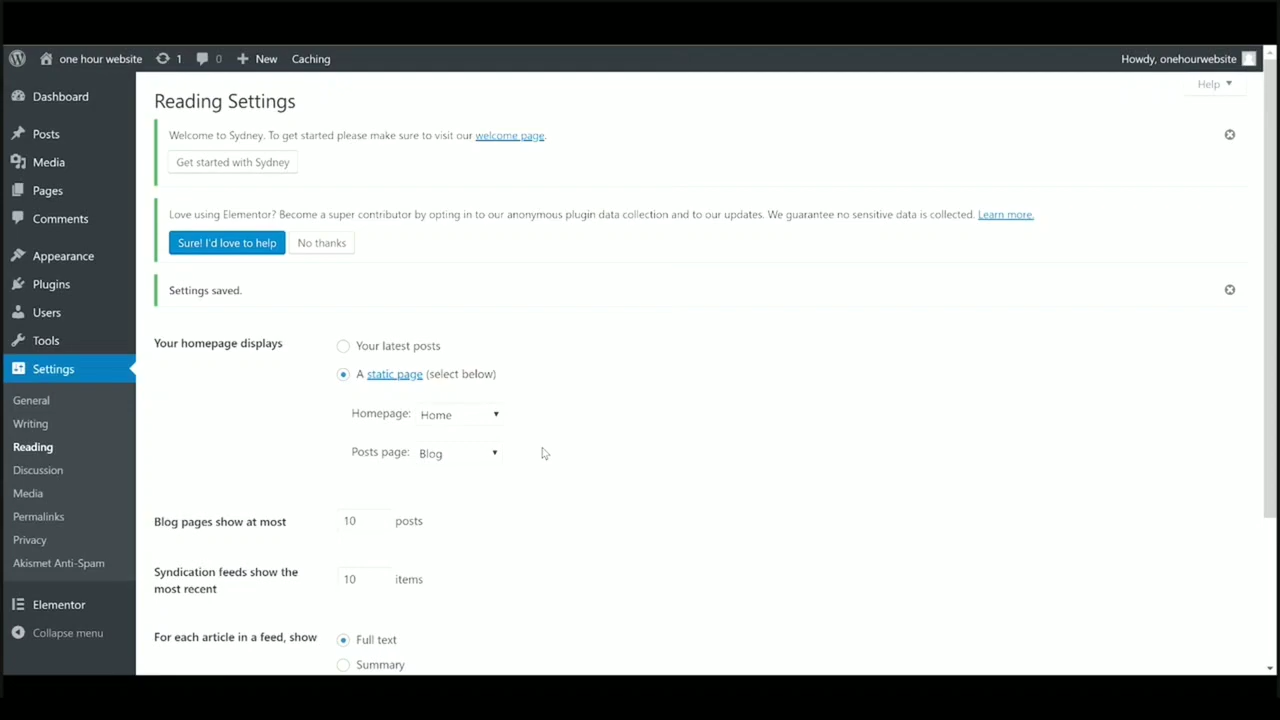 one hour website 1 0 New Caching Howdy, onehourwebsite
Help
Dashboard
Posts
Media
Pages
Comments
Appearance
Plugins
Users
Tools
Settings
General
Writing
Reading
Discussion
Media
Permalinks
Privacy
Akismet Anti-Spam
Elementor
Collapse menu
Reading Settings
Welcome to Sydney. To get started please make sure to visit our welcome page.
Get started with Sydney
Love using Elementor? Become a super contributor by opting in to our anonymous plugin data collection and to our updates. We guarantee no sensitive data is collected. Learn more.
Sure! I'd love to help No thanks
Settings saved.
Your homepage displays Your latest posts
A static page (select below)
Homepage: Home
Posts page: Blog
Blog pages show at most 10 posts
Syndication feeds show the
most recent 10 items
For each article in a feed, show Full text
Summary